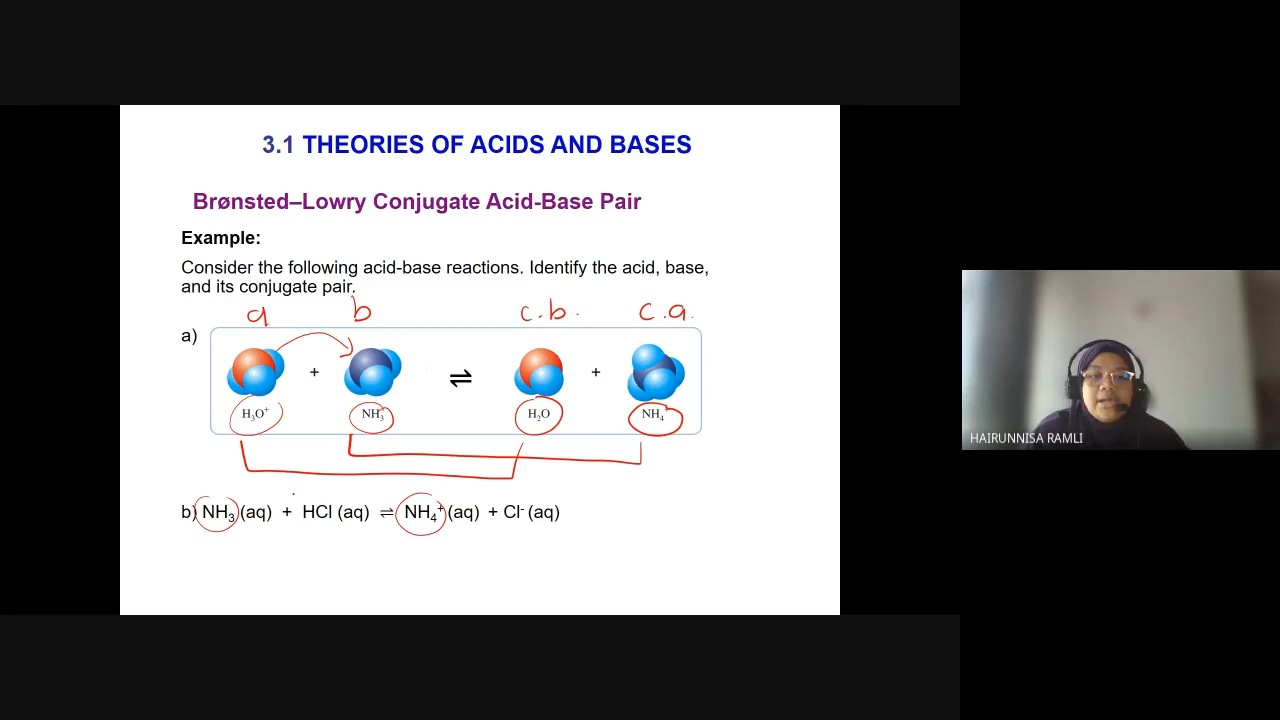 3.1 THEORIES OF ACIDS AND BASES
Brønsted–Lowry Conjugate Acid-Base Pair
Example:
Consider the following acid-base reactions. Identify the acid, base,
and its conjugate pair.
a b c.b. c.a.
a)
+ ⇌ +
H₃O⁺ NH₃ H₂O NH₄⁺
b) NH₃ (aq) + HCl (aq) ⇌ NH₄⁺ (aq) + Cl⁻ (aq)
HAIRUNNISA RAMLI